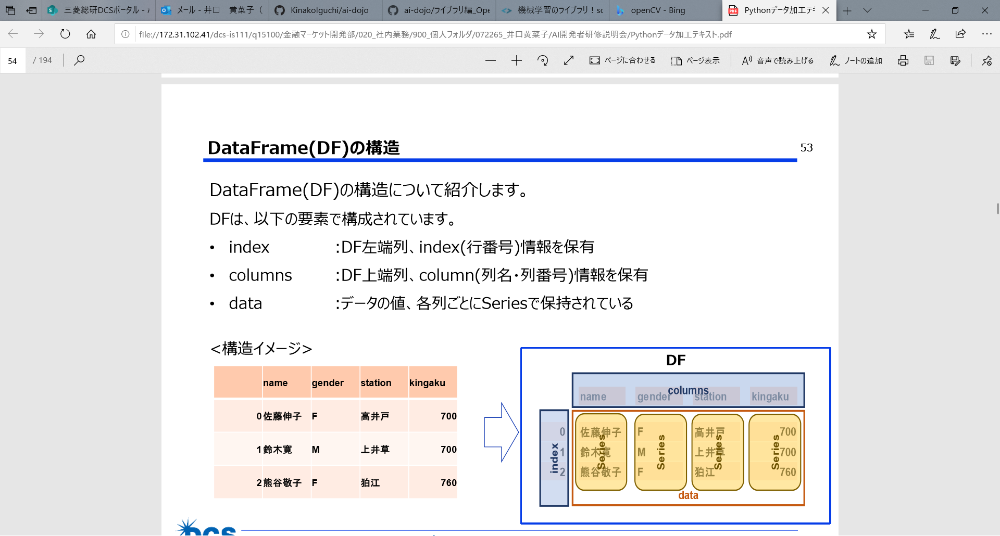 三菱総研DCSポータル -
メール - 井口　黄菜子（
KinakoIguchi/ai-dojo
ai-dojo/ライブラリ編_Ope
機械学習のライブラリ！sc
openCV - Bing
Pythonデータ加工テキ
file://172.31.102.41/dcs-is111/q15100/金融マーケット開発部/020_社内業務/900_個人フォルダ/072265_井口黄菜子/AI開発者研修説明会/Pythonデータ加工テキスト.pdf
54 / 194
ページに合わせる
ページ表示
音声で読み上げる
ノートの追加
DataFrame(DF)の構造
53
DataFrame(DF)の構造について紹介します。
DFは、以下の要素で構成されています。
• index :DF左端列、index(行番号)情報を保有
• columns :DF上端列、column(列名・列番号)情報を保有
• data :データの値、各列ごとにSeriesで保持されている
<構造イメージ>
name gender station kingaku
0 佐藤伸子 F 高井戸 700
1 鈴木寛 M 上井草 700
2 熊谷敬子 F 狛江 760
DF
columns
name gender station kingaku
index
0 佐藤伸子 F 高井戸 700
1 鈴木寛 M 上井草 700
2 熊谷敬子 F 狛江 760
Series Series Series Series
data
DCS